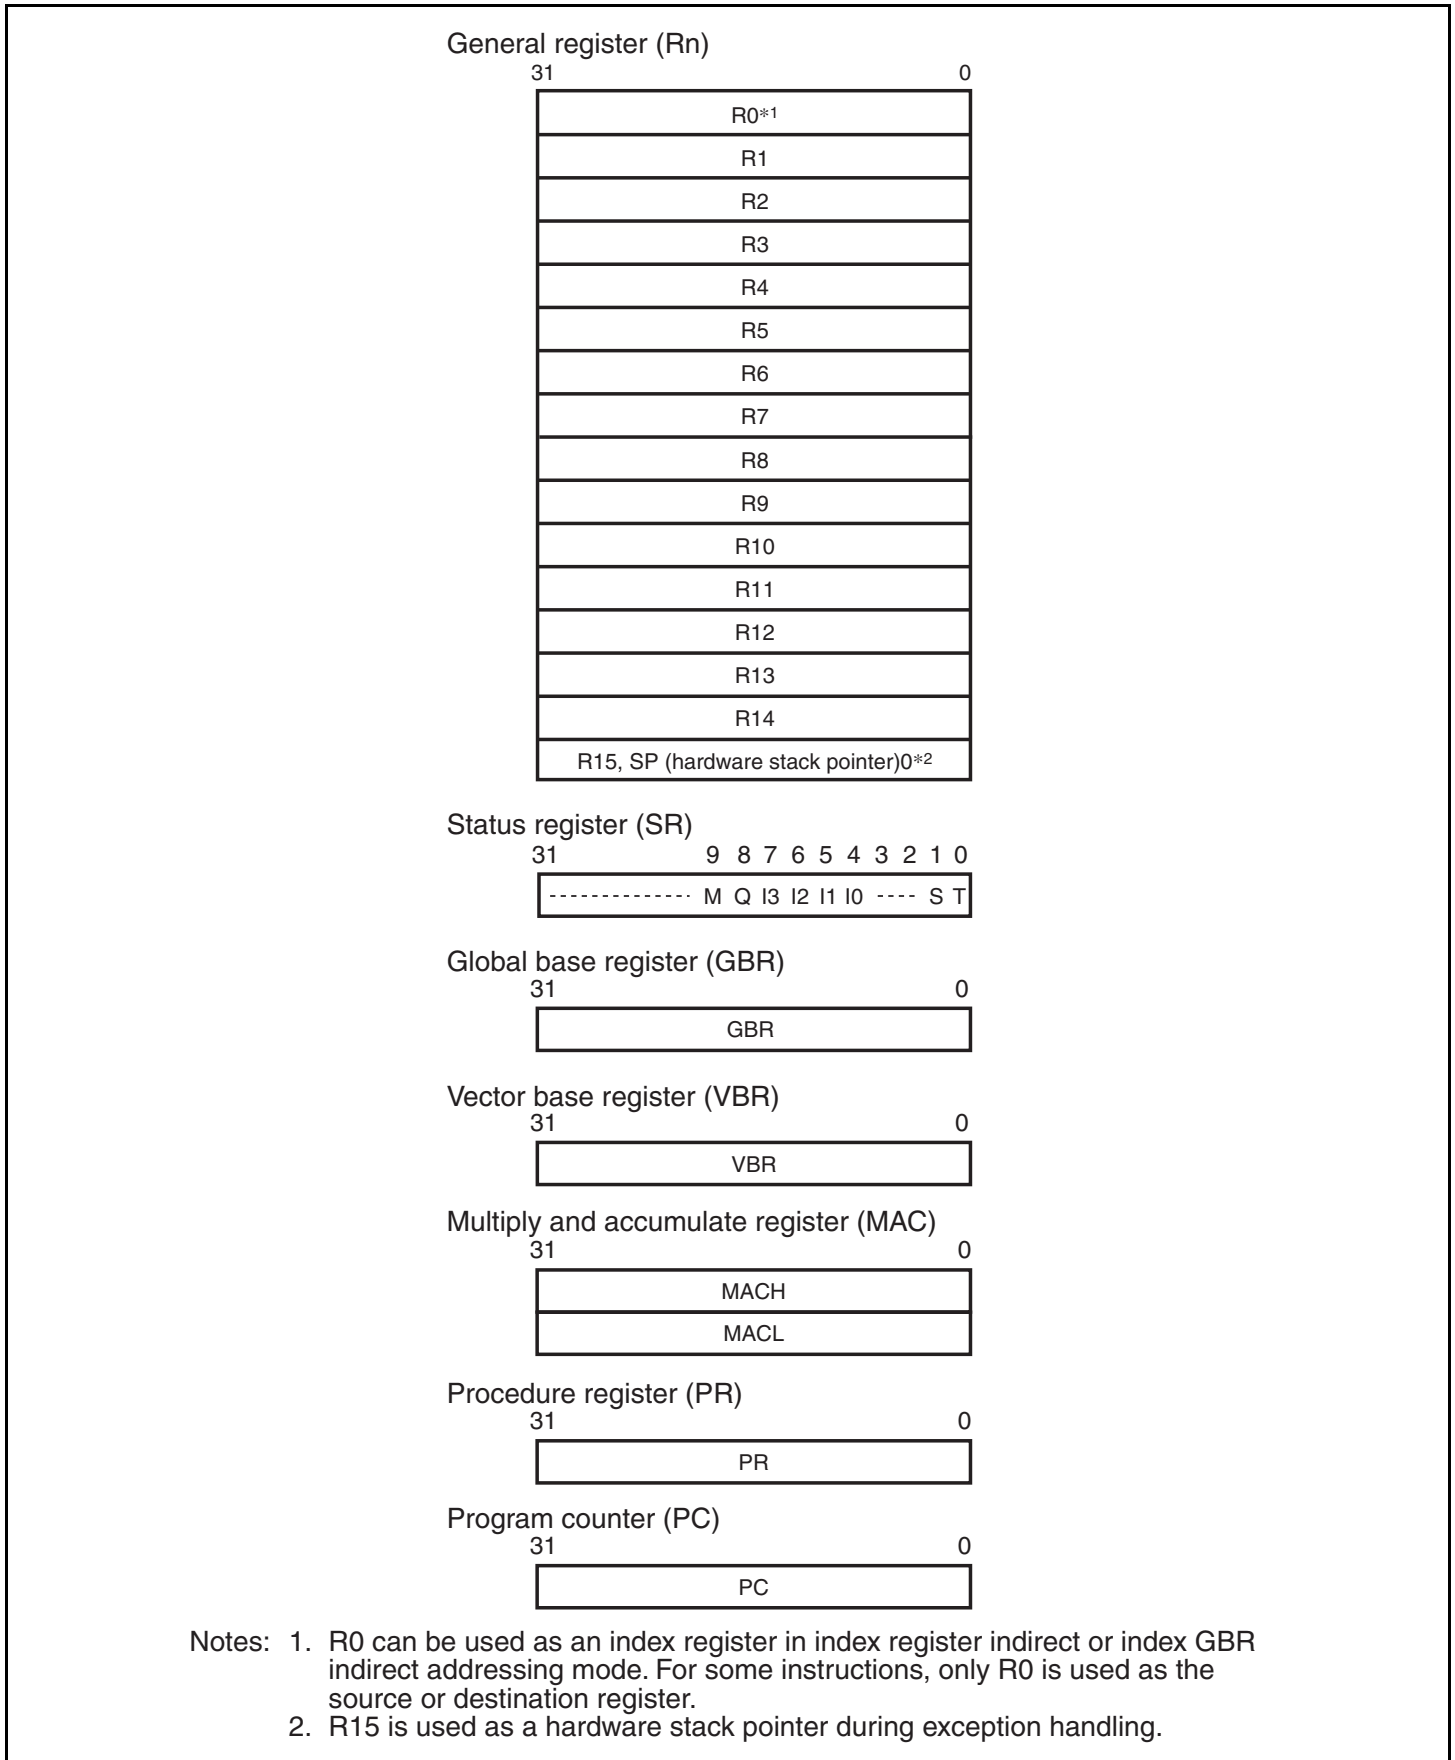 General register (Rn)
31 0
R0*1
R1
R2
R3
R4
R5
R6
R7
R8
R9
R10
R11
R12
R13
R14
R15, SP (hardware stack pointer)0*2
Status register (SR)
31 9 8 7 6 5 4 3 2 1 0
-------------- M Q I3 I2 I1 I0 ---- S T
Global base register (GBR)
31 0
GBR
Vector base register (VBR)
31 0
VBR
Multiply and accumulate register (MAC)
31 0
MACH
MACL
Procedure register (PR)
31 0
PR
Program counter (PC)
31 0
PC
Notes: 1. R0 can be used as an index register in index register indirect or index GBR
indirect addressing mode. For some instructions, only R0 is used as the
source or destination register.
2. R15 is used as a hardware stack pointer during exception handling.